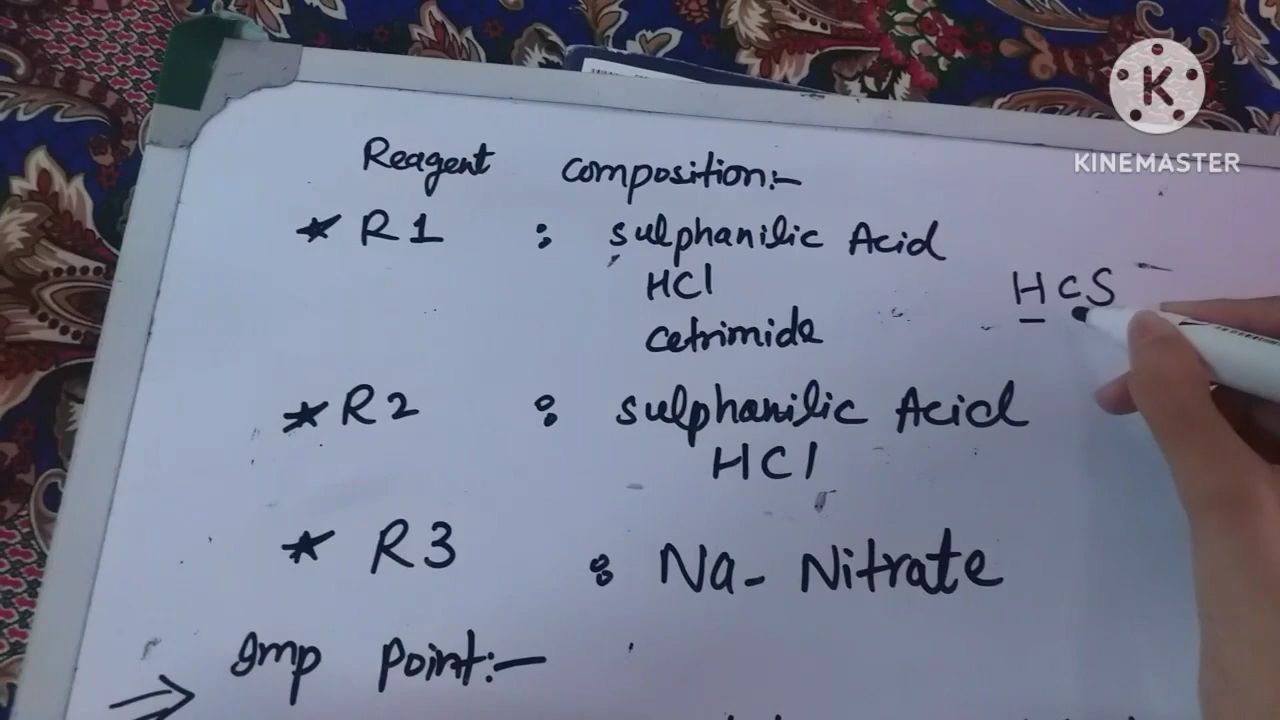 K
KINEMASTER
Reagent composition:-
★ R1 : sulphanilic Acid
HCl
HCS
cetrimide
★ R2 : sulphanilic Acid
HCl
★ R3 : Na- Nitrate
⇒ Imp Point:-